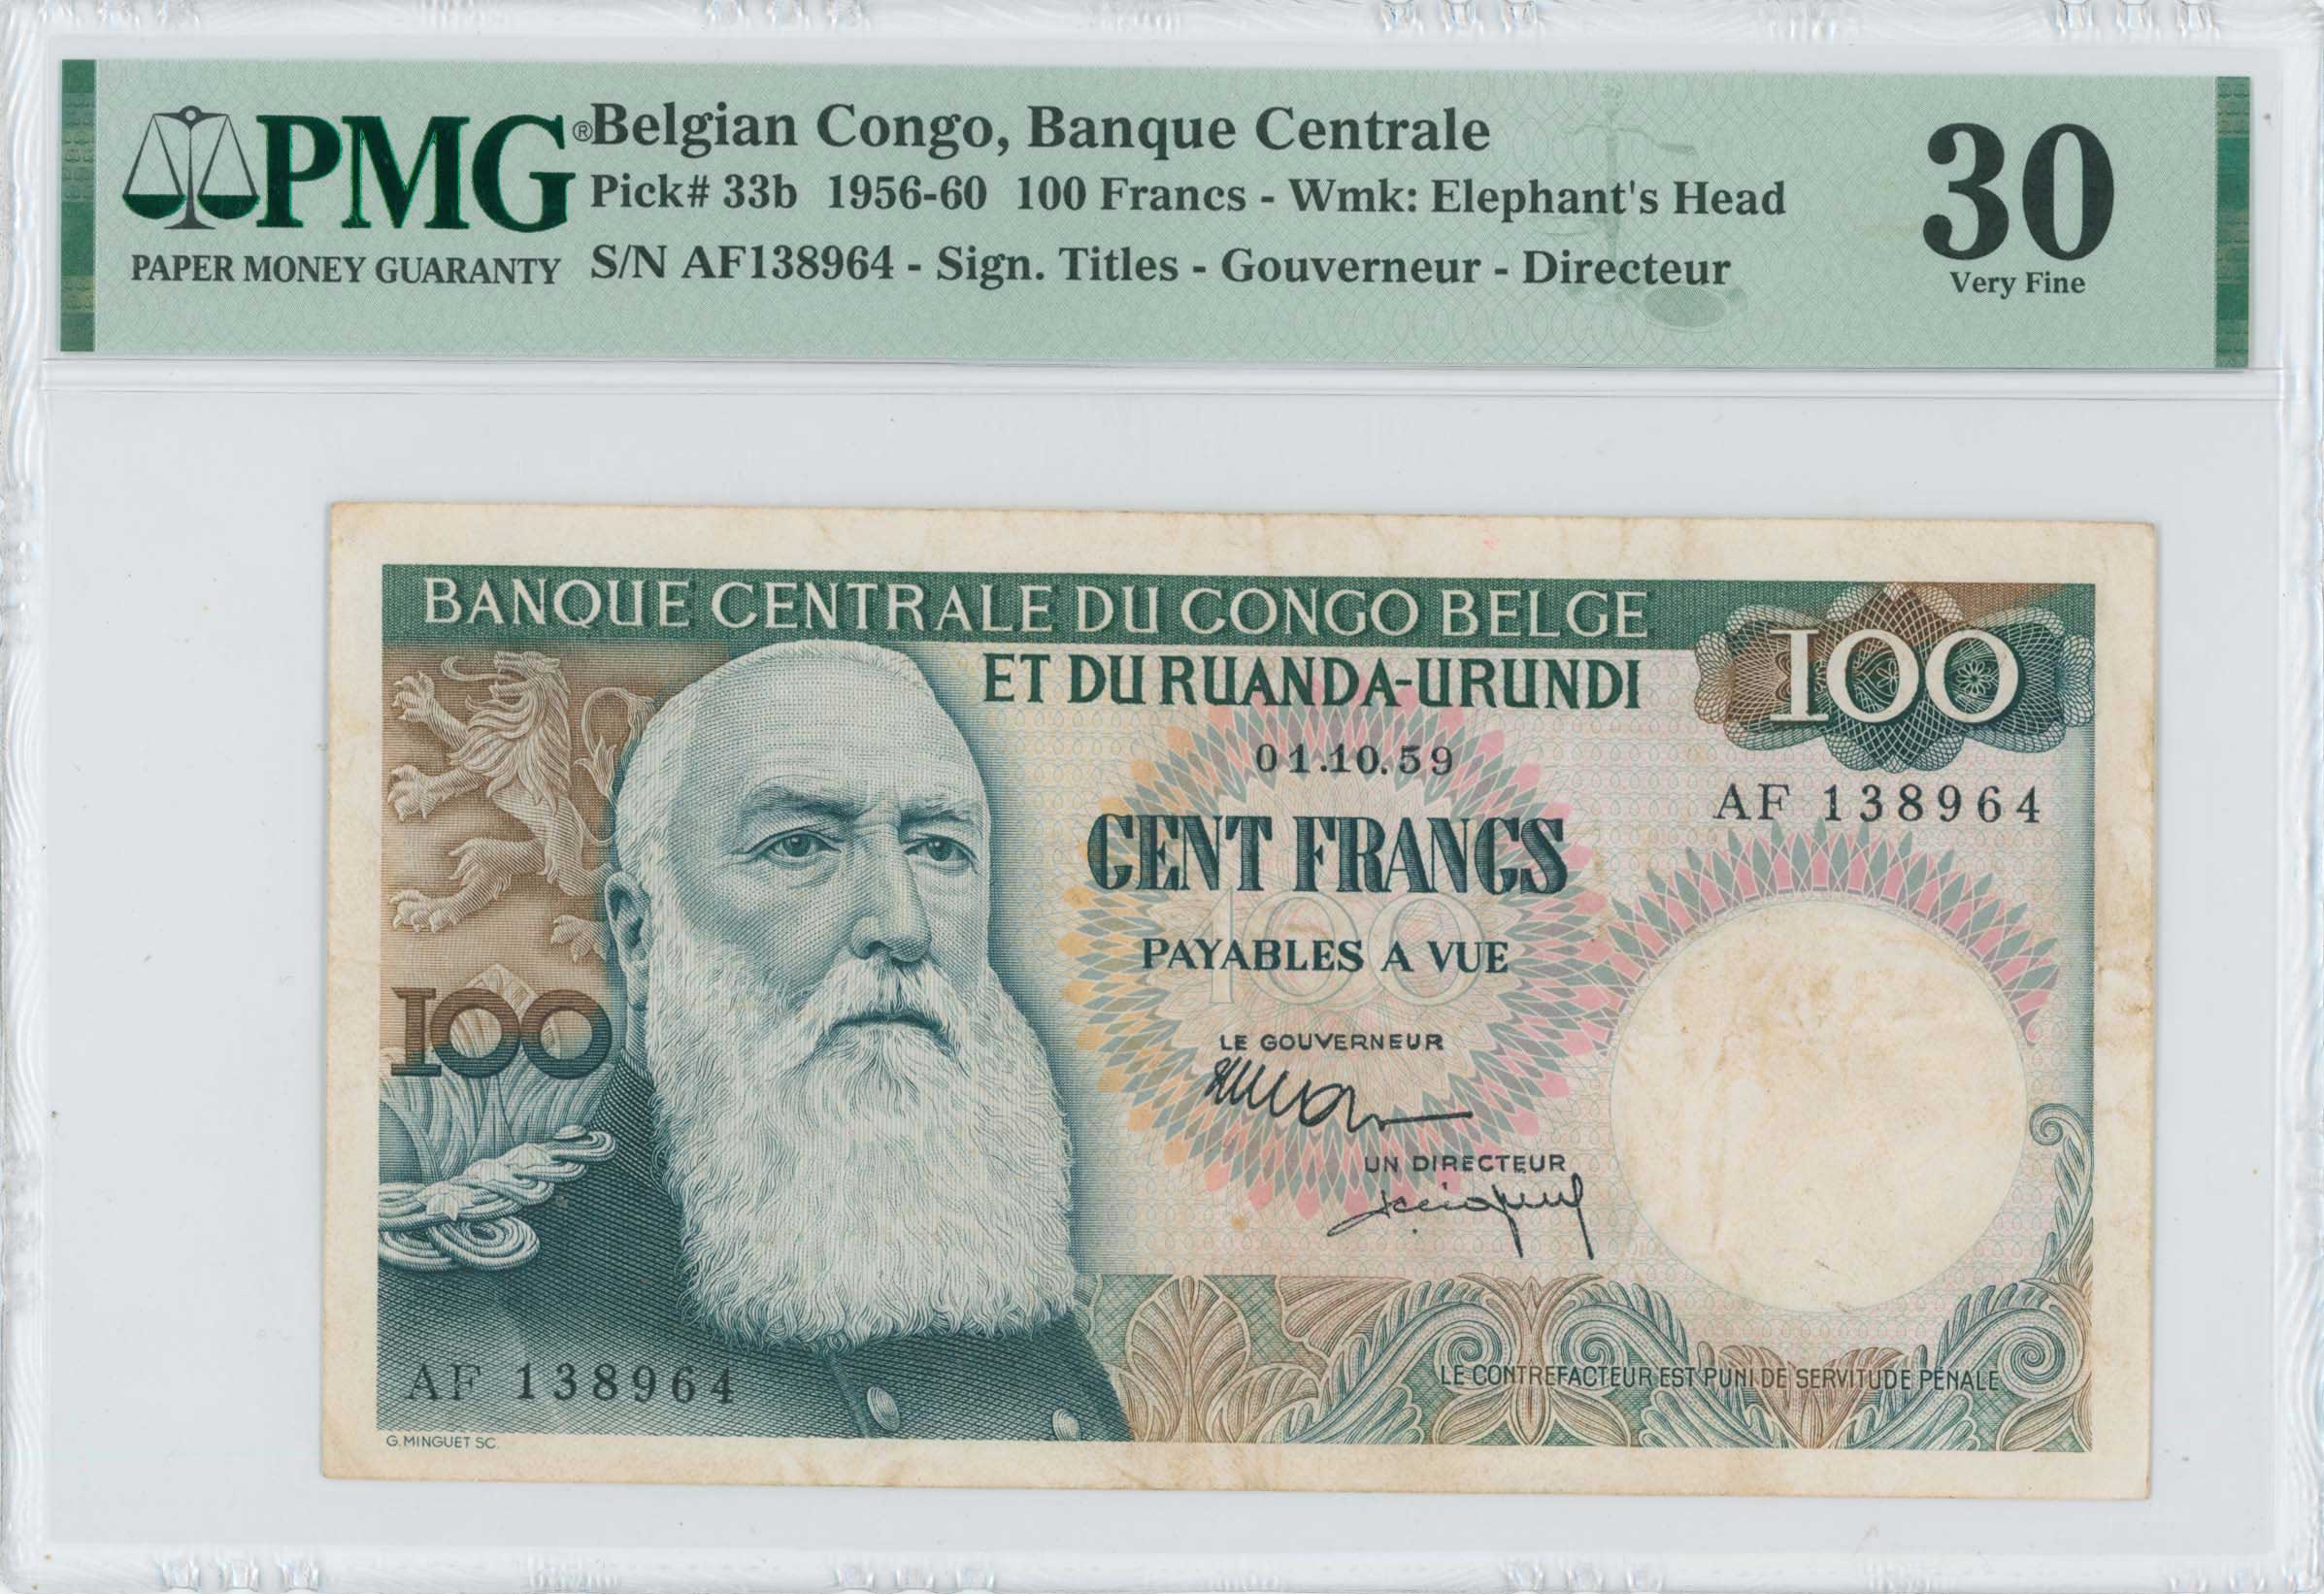 PMG®
PAPER MONEY GUARANTY
Belgian Congo, Banque Centrale
Pick# 33b 1956-60 100 Francs - Wmk: Elephant's Head
S/N AF138964 - Sign. Titles - Gouverneur - Directeur
30
Very Fine
BANQUE CENTRALE DU CONGO BELGE
ET DU RUANDA-URUNDI
100
01.10.59
AF 138964
CENT FRANCS
100
PAYABLES A VUE
100
LE GOUVERNEUR
UN DIRECTEUR
AF 138964
LE CONTREFACTEUR EST PUNI DE SERVITUDE PÉNALE
G.MINGUET SC.